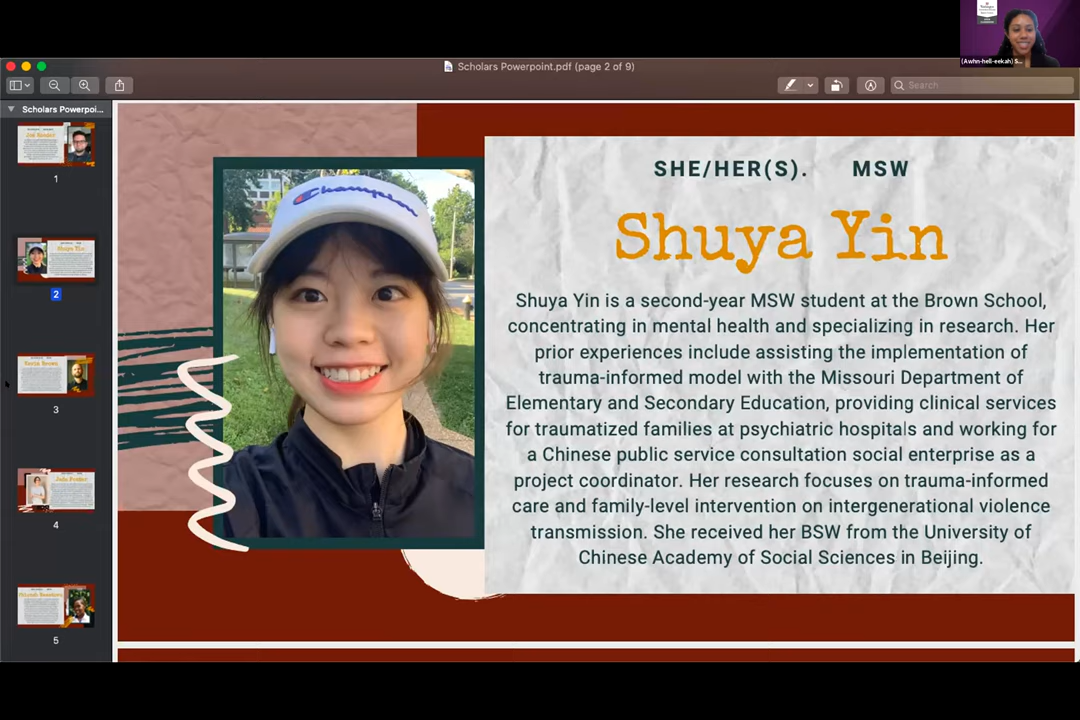 (Awhn-hell-eekah) S...
Scholars Powerpoint.pdf (page 2 of 9)
Search
Scholars Powerpoi...
1
2
3
4
5
Champion
SHE/HER(S). MSW
Shuya Yin
Shuya Yin is a second-year MSW student at the Brown School,
concentrating in mental health and specializing in research. Her
prior experiences include assisting the implementation of
trauma-informed model with the Missouri Department of
Elementary and Secondary Education, providing clinical services
for traumatized families at psychiatric hospitals and working for
a Chinese public service consultation social enterprise as a
project coordinator. Her research focuses on trauma-informed
care and family-level intervention on intergenerational violence
transmission. She received her BSW from the University of
Chinese Academy of Social Sciences in Beijing.